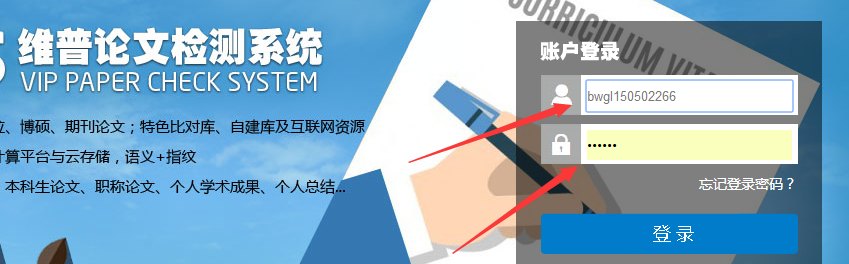 维普论文检测系统
VIP PAPER CHECK SYSTEM
、博硕、期刊论文；特色比对库、自建库及互联网资源
算平台与云存储，语义+指纹
本科生论文、职称论文、个人学术成果、个人总结...
CURRICULUM VIT
账户登录
bwgl150502266
••••••
忘记登录密码？
登 录